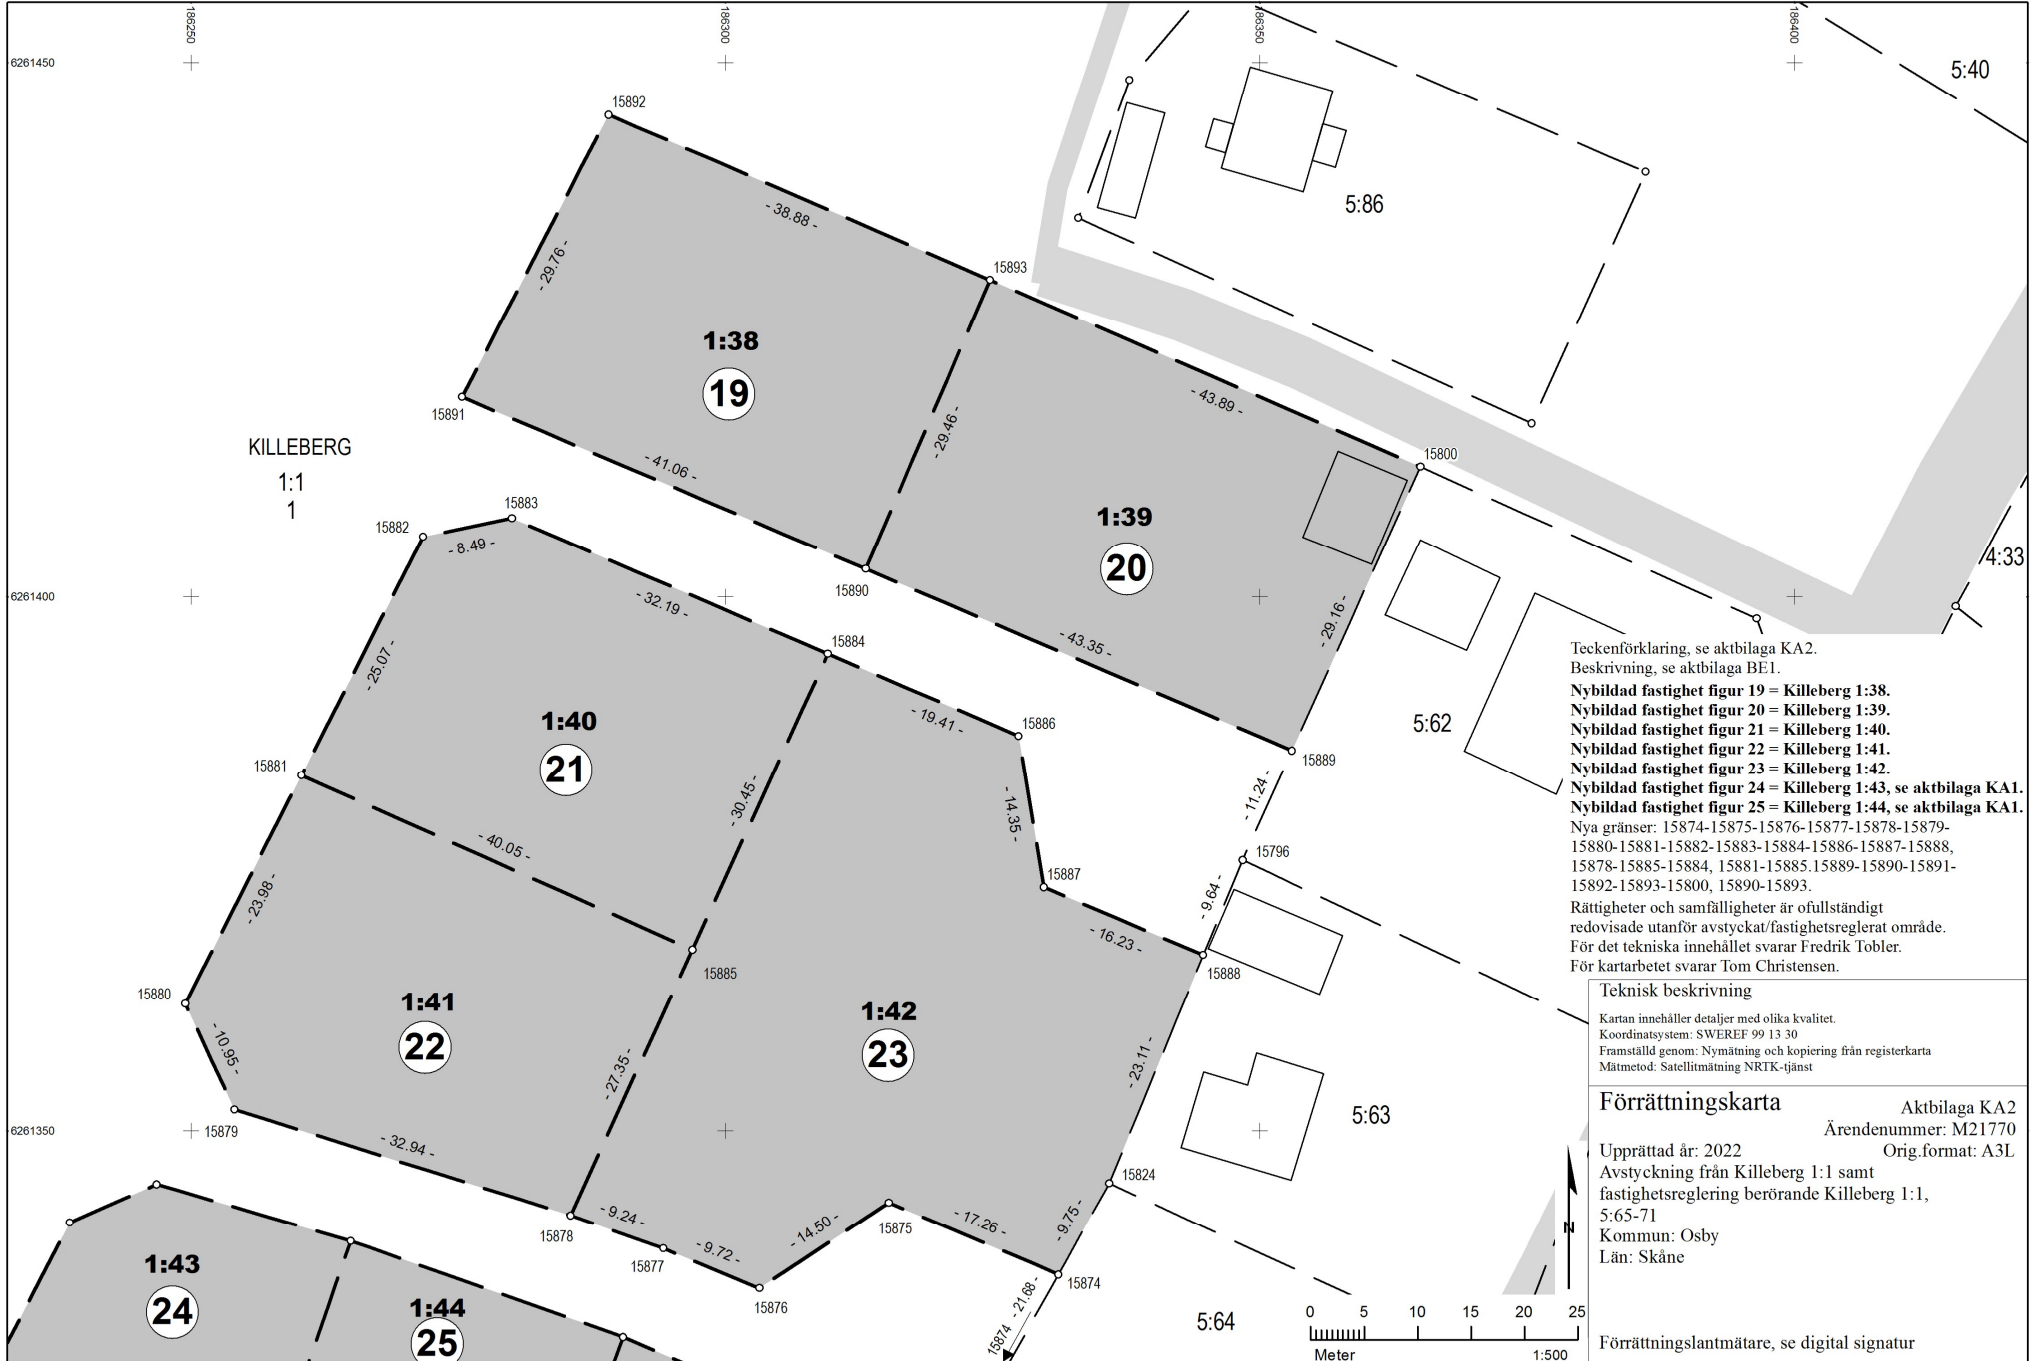 186250
186300
186350
186400
6261450
5:40
15892
- 38.88 -
5:86
- 29.76 -
15893
1:38
19
- 43.89 -
15891
- 29.46 -
KILLEBERG
1:1
1
- 41.06 -
15800
15883
15882
- 8.49 -
1:39
20
4:33
6261400
15890
- 32.19 -
- 29.16 -
15884
- 43.35 -
- 25.07 -
1:40
21
- 19.41 -
15886
5:62
15889
15881
- 30.45 -
- 14.35 -
- 11.24 -
- 40.05 -
15796
15887
- 23.98 -
- 9.64 -
- 16.23 -
15885
15888
15880
1:41
22
1:42
23
- 10.95 -
- 27.35 -
- 23.11 -
5:63
6261350
15879
- 32.94 -
15824
- 9.24 -
15878
- 14.50 -
15875
- 17.26 -
- 9.75 -
- 9.72 -
15877
15876
15874
1:43
24
1:44
25
15874
- 21.68 -
5:64
Teckenförklaring, se aktbilaga KA2.
Beskrivning, se aktbilaga BE1.
Nybildad fastighet figur 19 = Killeberg 1:38.
Nybildad fastighet figur 20 = Killeberg 1:39.
Nybildad fastighet figur 21 = Killeberg 1:40.
Nybildad fastighet figur 22 = Killeberg 1:41.
Nybildad fastighet figur 23 = Killeberg 1:42.
Nybildad fastighet figur 24 = Killeberg 1:43, se aktbilaga KA1.
Nybildad fastighet figur 25 = Killeberg 1:44, se aktbilaga KA1.
Nya gränser: 15874-15875-15876-15877-15878-15879-
15880-15881-15882-15883-15884-15886-15887-15888,
15878-15885-15884, 15881-15885.15889-15890-15891-
15892-15893-15800, 15890-15893.
Rättigheter och samfälligheter är ofullständigt
redovisade utanför avstyckat/fastighetsreglerat område.
För det tekniska innehållet svarar Fredrik Tobler.
För kartarbetet svarar Tom Christensen.
Teknisk beskrivning
Kartan innehåller detaljer med olika kvalitet.
Koordinatsystem: SWEREF 99 13 30
Framställd genom: Nymätning och kopiering från registerkarta
Mätmetod: Satellitmätning NRTK-tjänst
Förrättningskarta
Aktbilaga KA2
Ärendenummer: M21770
Upprättad år: 2022 Orig.format: A3L
Avstyckning från Killeberg 1:1 samt
fastighetsreglering berörande Killeberg 1:1,
5:65-71
Kommun: Osby
Län: Skåne
Förrättningslantmätare, se digital signatur
N
0 5 10 15 20 25
Meter 1:500